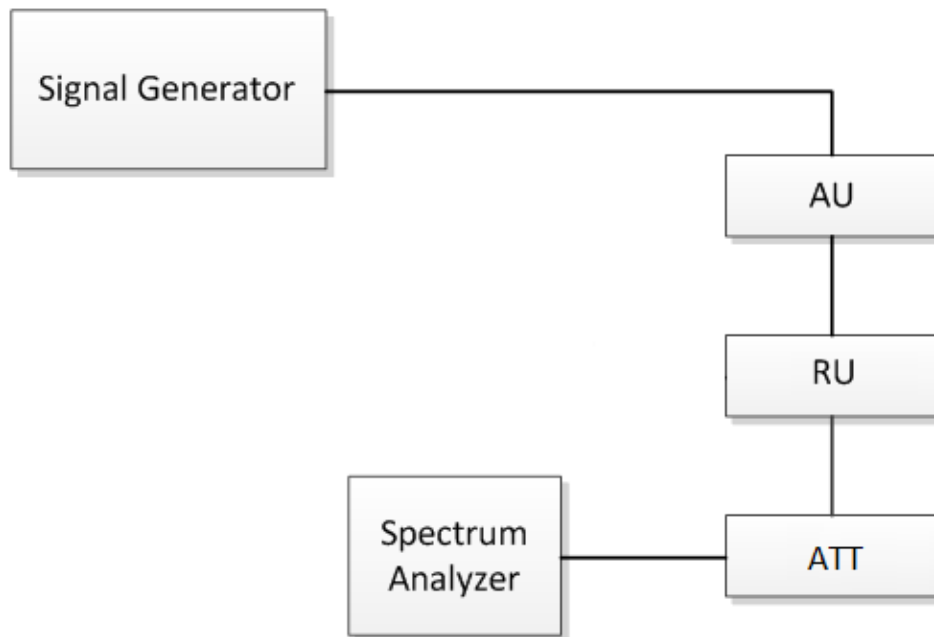 Signal Generator
AU
RU
Spectrum
Analyzer
ATT